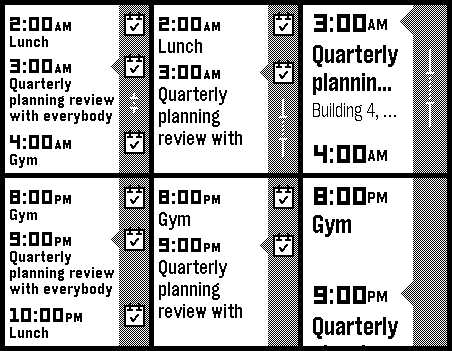 2:00AM
Lunch
3:00AM
Quarterly
planning review
with everybody
4:00AM
Gym
2:00AM
Lunch
3:00AM
Quarterly
planning
review with
3:00AM
Quarterly
plannin...
Building 4, ...
4:00AM
8:00PM
Gym
9:00PM
Quarterly
planning review
with everybody
10:00PM
Lunch
8:00PM
Gym
9:00PM
Quarterly
planning
review with
8:00PM
Gym
9:00PM
Quarterly